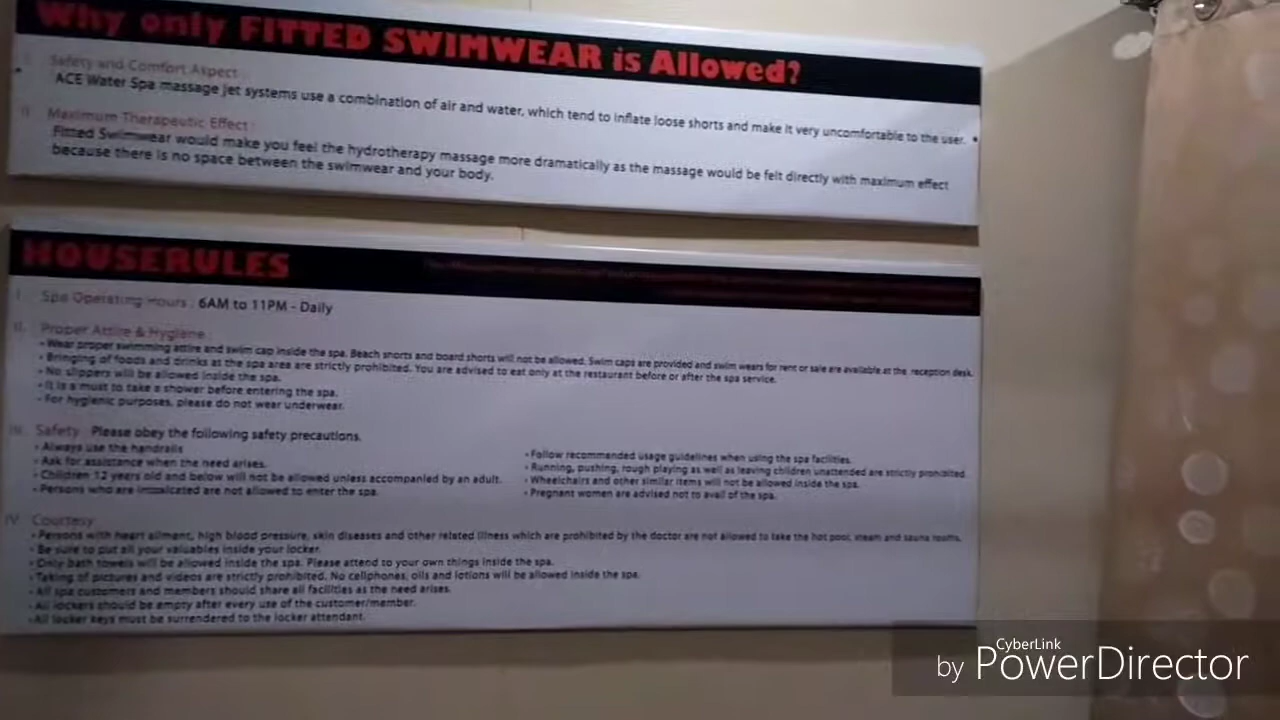 Why only FITTED SWIMWEAR is Allowed?
I. Safety and Comfort Aspect :
ACE Water Spa massage jet systems use a combination of air and water, which tend to inflate loose shorts and make it very uncomfortable to the user.
II. Maximum Therapeutic Effect :
Fitted Swimwear would make you feel the hydrotherapy massage more dramatically as the massage would be felt directly with maximum effect
because there is no space between the swimwear and your body.
HOUSERULES
I. Spa Operating Hours : 6AM to 11PM - Daily
II. Proper Attire & Hygiene :
• Wear proper swimming attire and swim cap inside the spa. Beach shorts and board shorts will not be allowed. Swim caps are provided and swim wears for rent or sale are available at the reception desk.
• Bringing of foods and drinks at the spa area are strictly prohibited. You are advised to eat only at the restaurant before or after the spa service.
• No slippers will be allowed inside the spa.
• It is a must to take a shower before entering the spa.
• For hygienic purposes, please do not wear underwear.
III. Safety : Please obey the following safety precautions.
• Always use the handrails
• Ask for assistance when the need arises.
• Children 12 years old and below will not be allowed unless accompanied by an adult.
• Persons who are intoxicated are not allowed to enter the spa.
• Follow recommended usage guidelines when using the spa facilities.
• Running, pushing, rough playing as well as leaving children unattended are strictly prohibited.
• Wheelchairs and other similar items will not be allowed inside the spa.
• Pregnant women are advised not to avail of the spa.
IV. Courtesy
• Persons with heart ailment, high blood pressure, skin diseases and other related illness which are prohibited by the doctor are not allowed to take the hot pool, steam and sauna rooms.
• Be sure to put all your valuables inside your locker.
• Only bath towels will be allowed inside the spa. Please attend to your own things inside the spa.
• Taking of pictures and videos are strictly prohibited. No cellphones, oils and lotions will be allowed inside the spa.
• All spa customers and members should share all facilities as the need arises.
• All lockers should be empty after every use of the customer/member.
• All locker keys must be surrendered to the locker attendant.
CyberLink
by PowerDirector